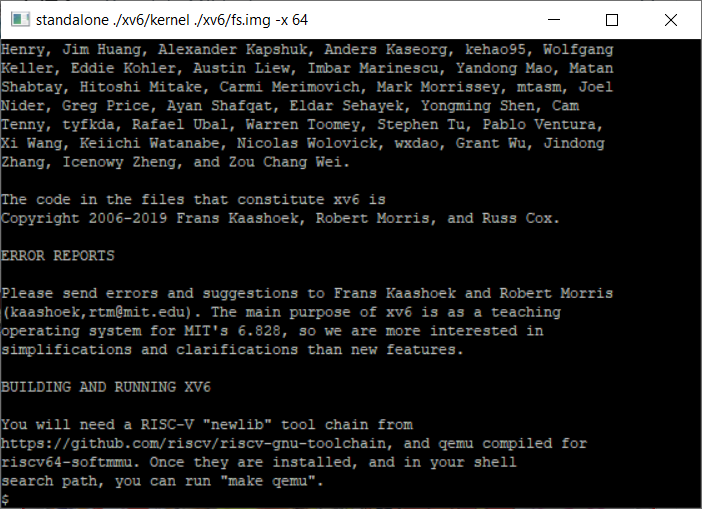 standalone ./xv6/kernel ./xv6/fs.img -x 64
Henry, Jim Huang, Alexander Kapshuk, Anders Kaseorg, kehao95, Wolfgang
Keller, Eddie Kohler, Austin Liew, Imbar Marinescu, Yandong Mao, Matan
Shabtay, Hitoshi Mitake, Carmi Merimovich, Mark Morrissey, mtasm, Joel
Nider, Greg Price, Ayan Shafqat, Eldar Sehayek, Yongming Shen, Cam
Tenny, tyfkda, Rafael Ubal, Warren Toomey, Stephen Tu, Pablo Ventura,
Xi Wang, Keiichi Watanabe, Nicolas Wolovick, wxdao, Grant Wu, Jindong
Zhang, Icenowy Zheng, and Zou Chang Wei.
The code in the files that constitute xv6 is
Copyright 2006-2019 Frans Kaashoek, Robert Morris, and Russ Cox.
ERROR REPORTS
Please send errors and suggestions to Frans Kaashoek and Robert Morris
(kaashoek,rtm@mit.edu). The main purpose of xv6 is as a teaching
operating system for MIT's 6.828, so we are more interested in
simplifications and clarifications than new features.
BUILDING AND RUNNING XV6
You will need a RISC-V "newlib" tool chain from
https://github.com/riscv/riscv-gnu-toolchain, and qemu compiled for
riscv64-softmmu. Once they are installed, and in your shell
search path, you can run "make qemu".
$